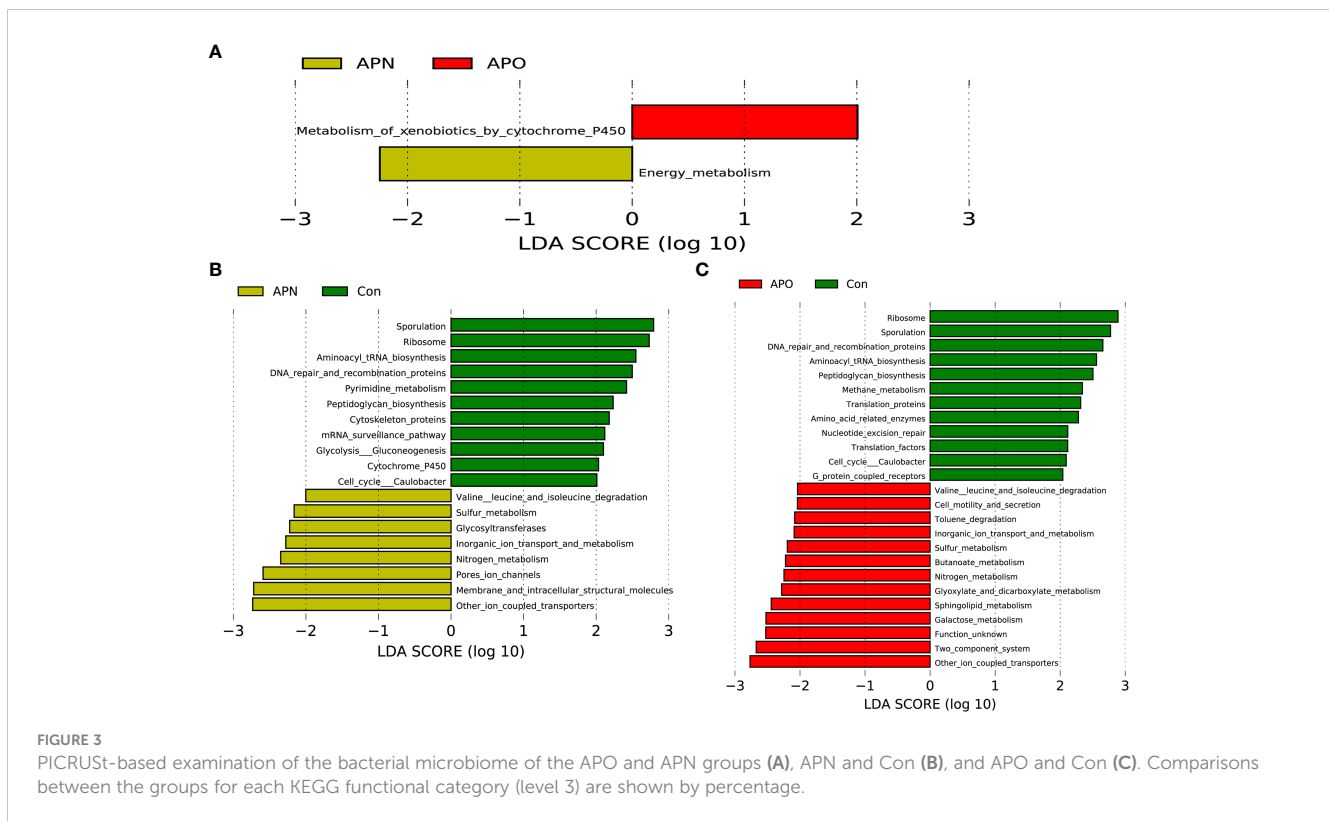 A
APN APO
Metabolism_of_xenobiotics_by_cytochrome_P450
Energy_metabolism
−3 −2 −1 0 1 2 3
LDA SCORE (log 10)
B
APN Con
Sporulation
Ribosome
Aminoacyl_tRNA_biosynthesis
DNA_repair_and_recombination_proteins
Pyrimidine_metabolism
Peptidoglycan_biosynthesis
Cytoskeleton_proteins
mRNA_surveillance_pathway
Glycolysis___Gluconeogenesis
Cytochrome_P450
Cell_cycle___Caulobacter
Valine__leucine_and_isoleucine_degradation
Sulfur_metabolism
Glycosyltransferases
Inorganic_ion_transport_and_metabolism
Nitrogen_metabolism
Pores_ion_channels
Membrane_and_intracellular_structural_molecules
Other_ion_coupled_transporters
−3 −2 −1 0 1 2 3
LDA SCORE (log 10)
C
APO Con
Ribosome
Sporulation
DNA_repair_and_recombination_proteins
Aminoacyl_tRNA_biosynthesis
Peptidoglycan_biosynthesis
Methane_metabolism
Translation_proteins
Amino_acid_related_enzymes
Nucleotide_excision_repair
Translation_factors
Cell_cycle___Caulobacter
G_protein_coupled_receptors
Valine__leucine_and_isoleucine_degradation
Cell_motility_and_secretion
Toluene_degradation
Inorganic_ion_transport_and_metabolism
Sulfur_metabolism
Butanoate_metabolism
Nitrogen_metabolism
Glyoxylate_and_dicarboxylate_metabolism
Sphingolipid_metabolism
Galactose_metabolism
Function_unknown
Two_component_system
Other_ion_coupled_transporters
−3 −2 −1 0 1 2 3
LDA SCORE (log 10)
FIGURE 3
PICRUSt-based examination of the bacterial microbiome of the APO and APN groups (A), APN and Con (B), and APO and Con (C). Comparisons
between the groups for each KEGG functional category (level 3) are shown by percentage.